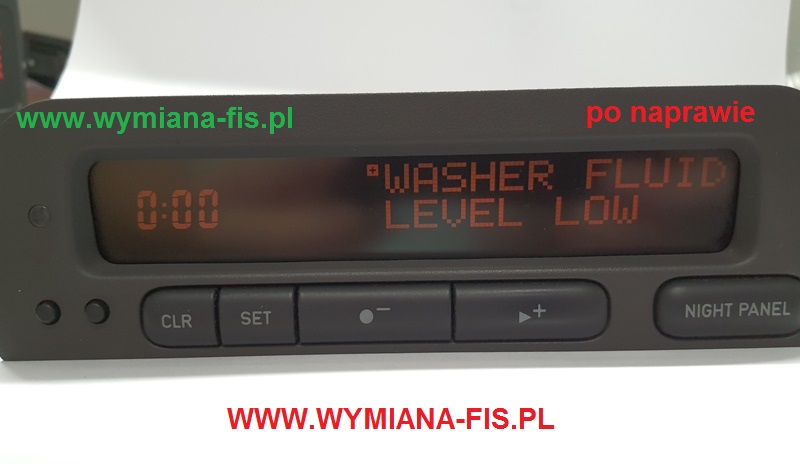 www.wymiana-fis.pl
po naprawie
WASHER FLUID
0:00
LEVEL LOW
CLR
SET
NIGHT PANEL
WWW.WYMIANA-FIS.PL